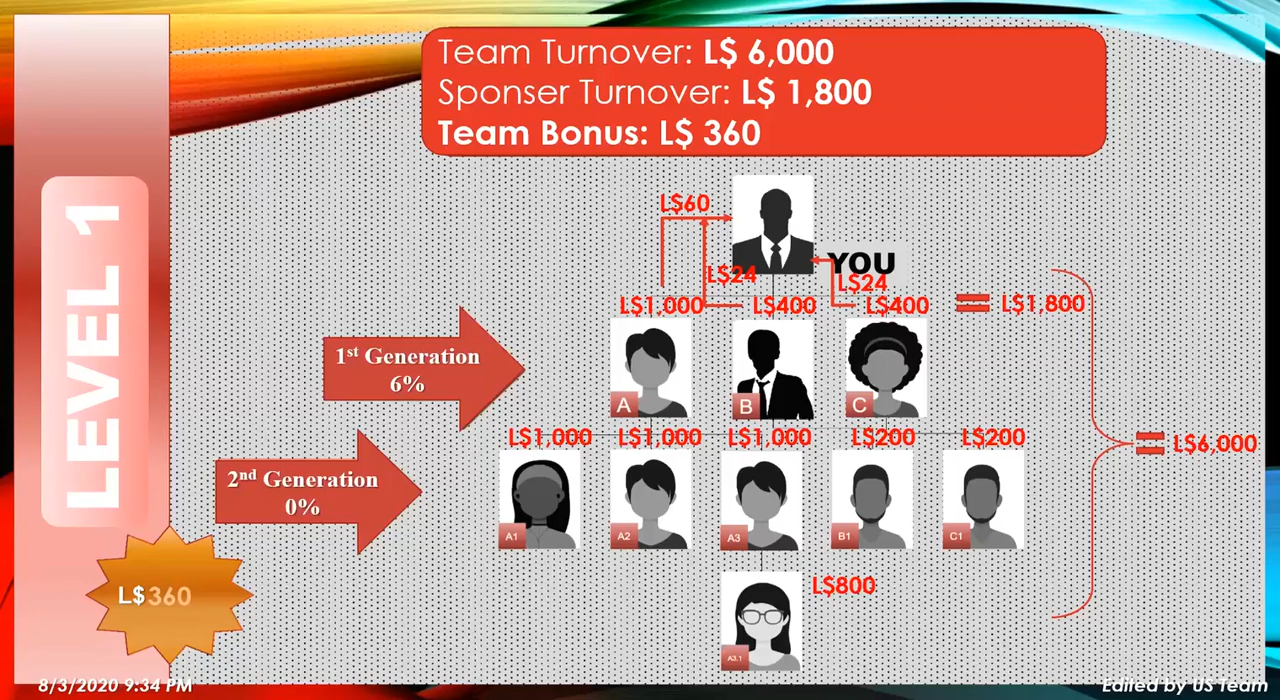 Team Turnover: L$ 6,000
Sponser Turnover: L$ 1,800
Team Bonus: L$ 360
LEVEL 1
L$60
YOU
L$24
L$24
L$1,000
L$400
L$400
L$1,800
1st Generation
6%
A
B
C
L$1,000
L$1,000
L$1,000
L$200
L$200
L$6,000
2nd Generation
0%
A1
A2
A3
B1
C1
L$800
A3.1
L$360
8/3/2020 9:34 PM
Ediled by US Team